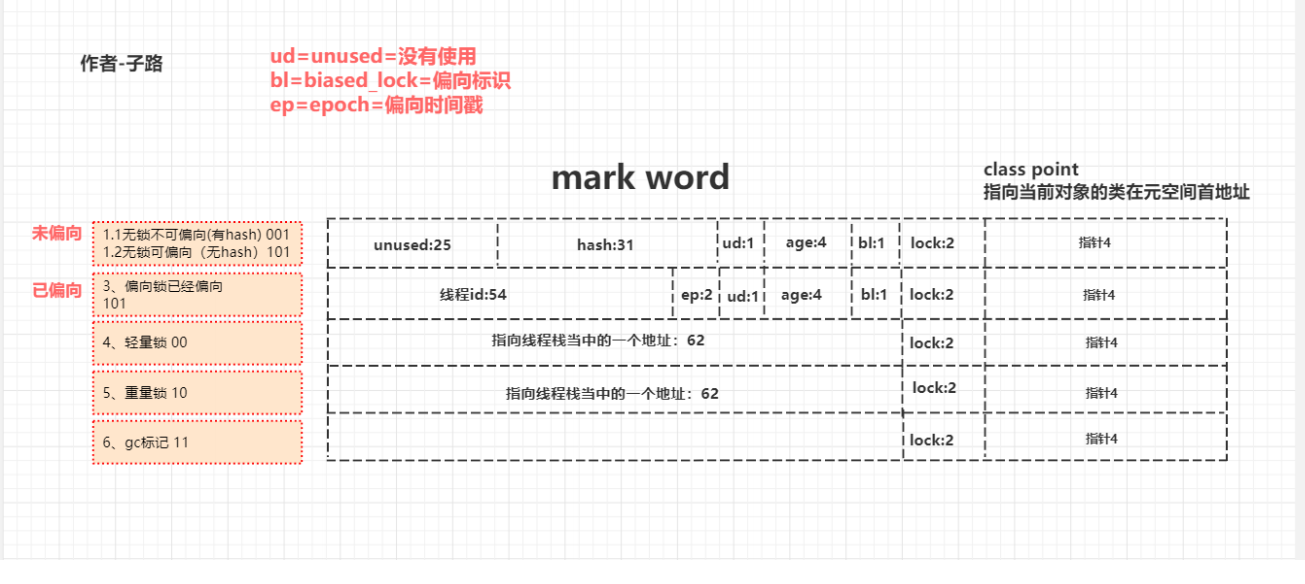 作者-子路
ud=unused=没有使用
bl=biased_lock=偏向标识
ep=epoch=偏向时间戳
mark word
class point
指向当前对象的类在元空间首地址
未偏向
1.1无锁不可偏向(有hash) 001
1.2无锁可偏向（无hash）101
unused:25
hash:31
ud:1
age:4
bl:1
lock:2
指针4
已偏向
3、偏向锁已经偏向
101
线程id:54
ep:2
ud:1
age:4
bl:1
lock:2
指针4
4、轻量锁 00
指向线程栈当中的一个地址：62
lock:2
指针4
5、重量锁 10
指向线程栈当中的一个地址：62
lock:2
指针4
6、gc标记 11
lock:2
指针4